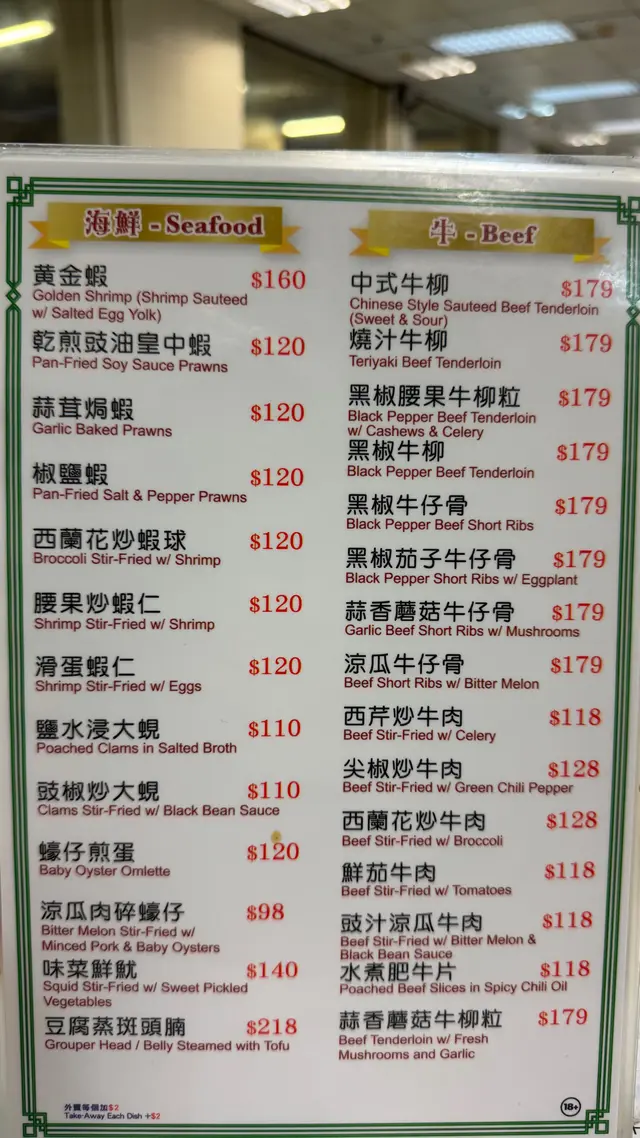 海鮮 - Seafood
黄金蝦 $160
Golden Shrimp (Shrimp Sauteed
w/ Salted Egg Yolk)
乾煎豉油皇中蝦 $120
Pan-Fried Soy Sauce Prawns
蒜茸焗蝦 $120
Garlic Baked Prawns
椒鹽蝦 $120
Pan-Fried Salt & Pepper Prawns
西蘭花炒蝦球 $120
Broccoli Stir-Fried w/ Shrimp
腰果炒蝦仁 $120
Shrimp Stir-Fried w/ Shrimp
滑蛋蝦仁 $120
Shrimp Stir-Fried w/ Eggs
鹽水浸大蜆 $110
Poached Clams in Salted Broth
豉椒炒大蜆 $110
Clams Stir-Fried w/ Black Bean Sauce
蠔仔煎蛋 $120
Baby Oyster Omlette
涼瓜肉碎蠔仔 $98
Bitter Melon Stir-Fried w/
Minced Pork & Baby Oysters
味菜鮮魷 $140
Squid Stir-Fried w/ Sweet Pickled
Vegetables
豆腐蒸斑頭腩 $218
Grouper Head / Belly Steamed with Tofu
外賣每個加$2
Take-Away Each Dish +$2
牛 - Beef
中式牛柳 $179
Chinese Style Sauteed Beef Tenderloin
(Sweet & Sour)
燒汁牛柳 $179
Teriyaki Beef Tenderloin
黑椒腰果牛柳粒 $179
Black Pepper Beef Tenderloin
w/ Cashews & Celery
黑椒牛柳 $179
Black Pepper Beef Tenderloin
黑椒牛仔骨 $179
Black Pepper Beef Short Ribs
黑椒茄子牛仔骨 $179
Black Pepper Short Ribs w/ Eggplant
蒜香蘑菇牛仔骨 $179
Garlic Beef Short Ribs w/ Mushrooms
涼瓜牛仔骨 $179
Beef Short Ribs w/ Bitter Melon
西芹炒牛肉 $118
Beef Stir-Fried w/ Celery
尖椒炒牛肉 $128
Beef Stir-Fried w/ Green Chili Pepper
西蘭花炒牛肉 $128
Beef Stir-Fried w/ Broccoli
鮮茄牛肉 $118
Beef Stir-Fried w/ Tomatoes
豉汁涼瓜牛肉 $118
Beef Stir-Fried w/ Bitter Melon &
Black Bean Sauce
水煮肥牛片 $118
Poached Beef Slices in Spicy Chili Oil
蒜香蘑菇牛柳粒 $179
Beef Tenderloin w/ Fresh
Mushrooms and Garlic
18+